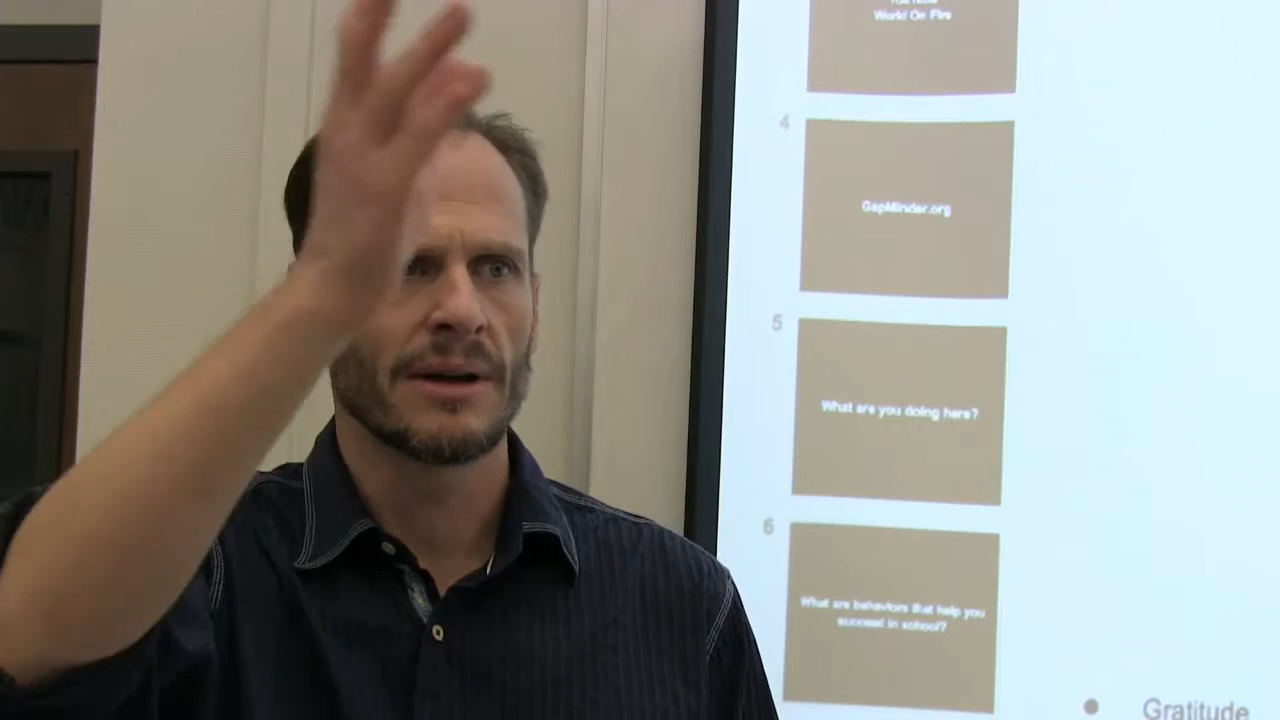 YouTube
World On Fire
4
GapMinder.org
5
What are you doing here?
6
What are behaviors that help you
succeed in school?
● Gratitude